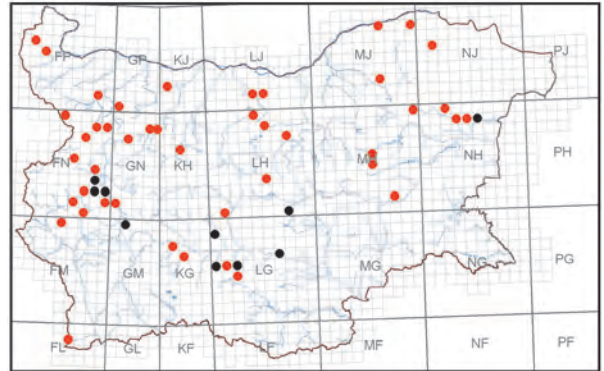 FP GP KJ LJ MJ NJ PJ
FN GN KH LH MH NH PH
FM GM KG LG MG NG PG
FL GL KF LF MF NF PF